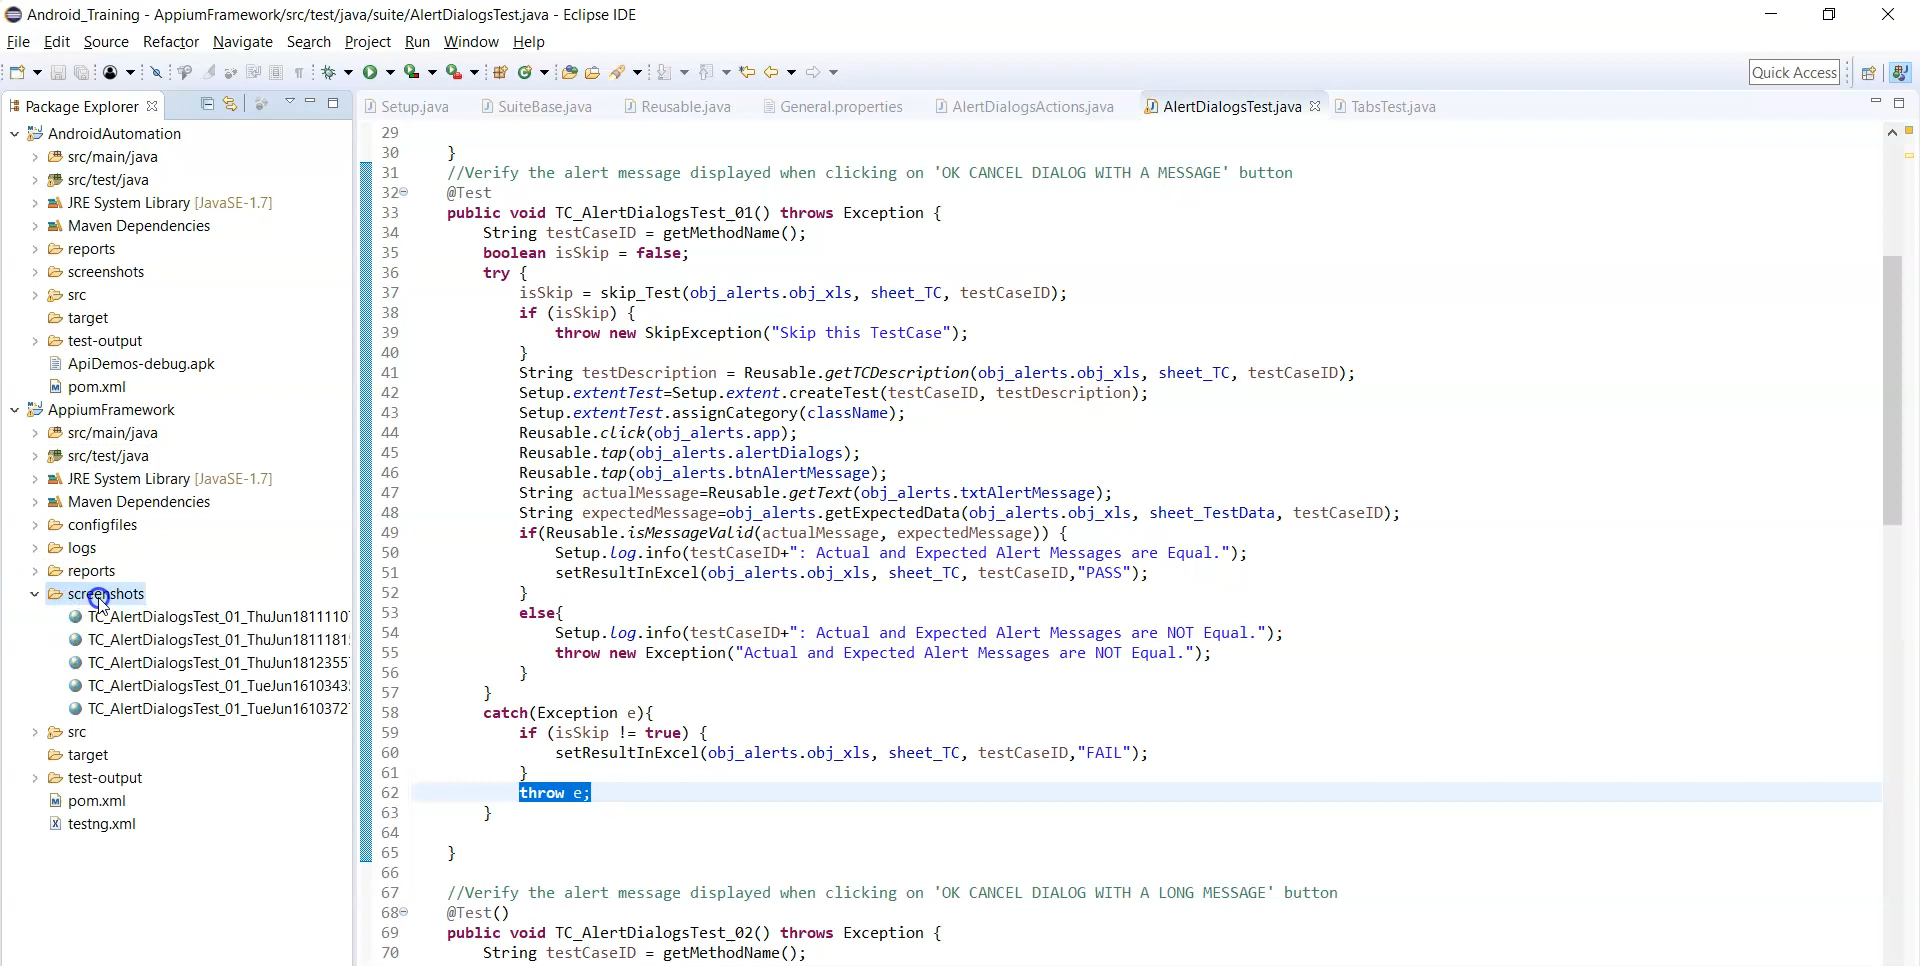 Android_Training - AppiumFramework/src/test/java/suite/AlertDialogsTest.java - Eclipse IDE
File Edit Source Refactor Navigate Search Project Run Window Help
Quick Access
Package Explorer
Setup.java SuiteBase.java Reusable.java General.properties AlertDialogsActions.java AlertDialogsTest.java TabsTest.java
AndroidAutomation
src/main/java
src/test/java
JRE System Library [JavaSE-1.7]
Maven Dependencies
reports
screenshots
src
target
test-output
ApiDemos-debug.apk
pom.xml
AppiumFramework
src/main/java
src/test/java
JRE System Library [JavaSE-1.7]
Maven Dependencies
configfiles
logs
reports
screenshots
TC_AlertDialogsTest_01_ThuJun1811110
TC_AlertDialogsTest_01_ThuJun1811181
TC_AlertDialogsTest_01_ThuJun1812355
TC_AlertDialogsTest_01_TueJun1610343
TC_AlertDialogsTest_01_TueJun1610372
src
target
test-output
pom.xml
testng.xml
29
30 }
31 //Verify the alert message displayed when clicking on 'OK CANCEL DIALOG WITH A MESSAGE' button
32 @Test
33 public void TC_AlertDialogsTest_01() throws Exception {
34 String testCaseID = getMethodName();
35 boolean isSkip = false;
36 try {
37 isSkip = skip_Test(obj_alerts.obj_xls, sheet_TC, testCaseID);
38 if (isSkip) {
39 throw new SkipException("Skip this TestCase");
40 }
41 String testDescription = Reusable.getTCDescription(obj_alerts.obj_xls, sheet_TC, testCaseID);
42 Setup.extentTest=Setup.extent.createTest(testCaseID, testDescription);
43 Setup.extentTest.assignCategory(className);
44 Reusable.click(obj_alerts.app);
45 Reusable.tap(obj_alerts.alertDialogs);
46 Reusable.tap(obj_alerts.btnAlertMessage);
47 String actualMessage=Reusable.getText(obj_alerts.txtAlertMessage);
48 String expectedMessage=obj_alerts.getExpectedData(obj_alerts.obj_xls, sheet_TestData, testCaseID);
49 if(Reusable.isMessageValid(actualMessage, expectedMessage)) {
50 Setup.log.info(testCaseID+": Actual and Expected Alert Messages are Equal.");
51 setResultInExcel(obj_alerts.obj_xls, sheet_TC, testCaseID,"PASS");
52 }
53 else{
54 Setup.log.info(testCaseID+": Actual and Expected Alert Messages are NOT Equal.");
55 throw new Exception("Actual and Expected Alert Messages are NOT Equal.");
56 }
57 }
58 catch(Exception e){
59 if (isSkip != true) {
60 setResultInExcel(obj_alerts.obj_xls, sheet_TC, testCaseID,"FAIL");
61 }
62 throw e;
63 }
64
65 }
66
67 //Verify the alert message displayed when clicking on 'OK CANCEL DIALOG WITH A LONG MESSAGE' button
68 @Test()
69 public void TC_AlertDialogsTest_02() throws Exception {
70 String testCaseID = getMethodName();